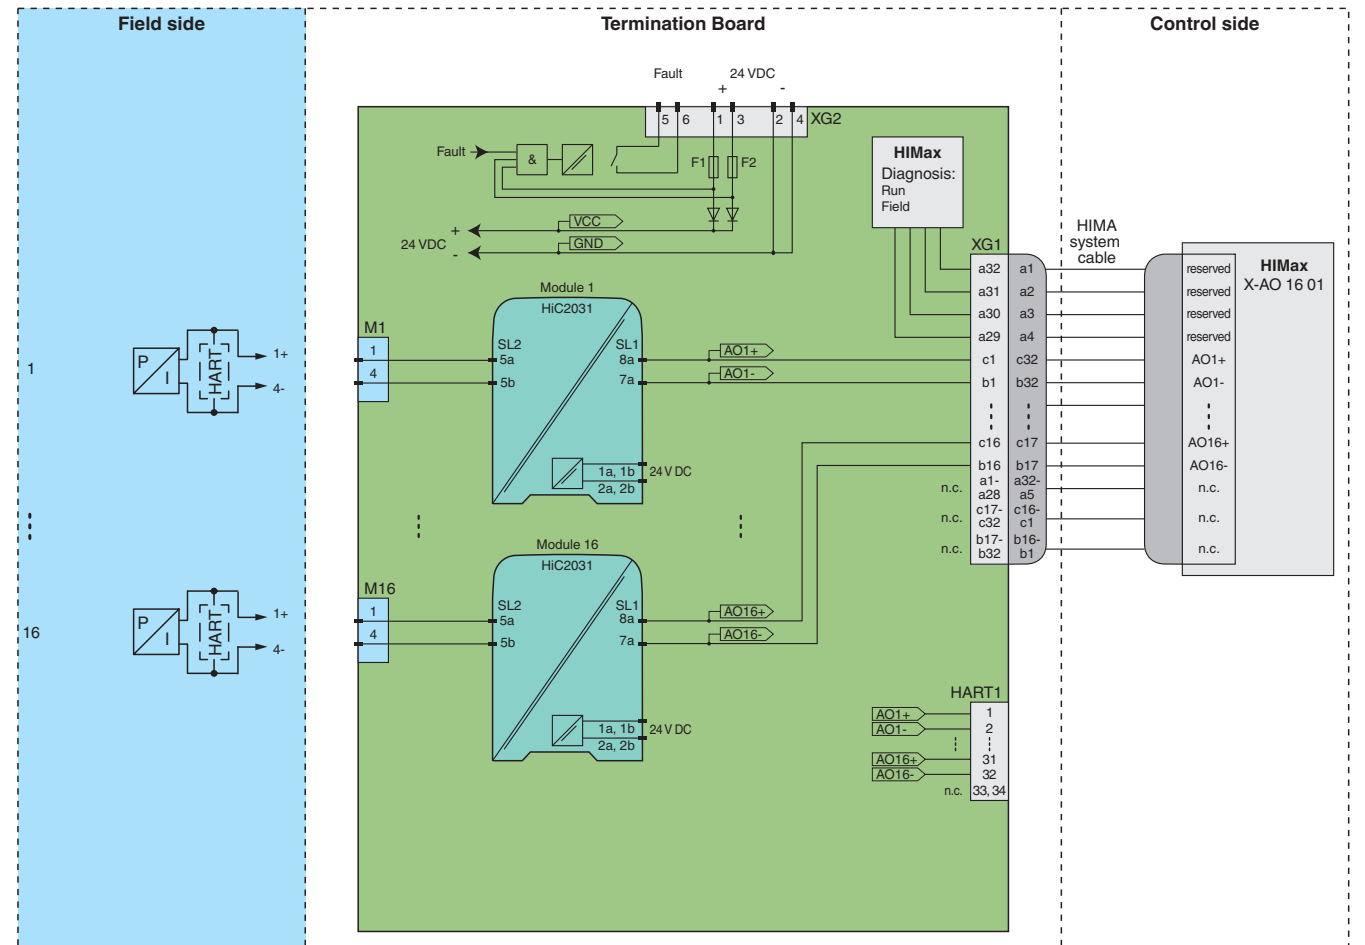 Field side
Termination Board
Control side
Fault
24 VDC
+
-
5 6 1 3 2 4 XG2
Fault
&
F1
F2
HIMax
Diagnosis:
Run
Field
VCC
+
24 VDC
GND
-
HIMA
system
cable
XG1
a32 a1 reserved
a31 a2 reserved
a30 a3 reserved
a29 a4 reserved
c1 c32 AO1+
b1 b32 AO1-
c16 c17 AO16+
b16 b17 AO16-
n.c. a1- a32- n.c.
a28 a5
n.c. c17- c16- n.c.
c32 c1
n.c. b17- b16- n.c.
b32 b1
HIMax
X-AO 16 01
Module 1
HiC2031
M1
1
4
SL2
5a
5b
SL1
8a
7a
AO1+
AO1-
1a, 1b
2a, 2b
24 V DC
1
P
I
HART
1+
4-
Module 16
HiC2031
M16
1
4
SL2
5a
5b
SL1
8a
7a
AO16+
AO16-
1a, 1b
2a, 2b
24 V DC
16
P
I
HART
1+
4-
HART1
AO1+ 1
AO1- 2
AO16+ 31
AO16- 32
n.c. 33, 34